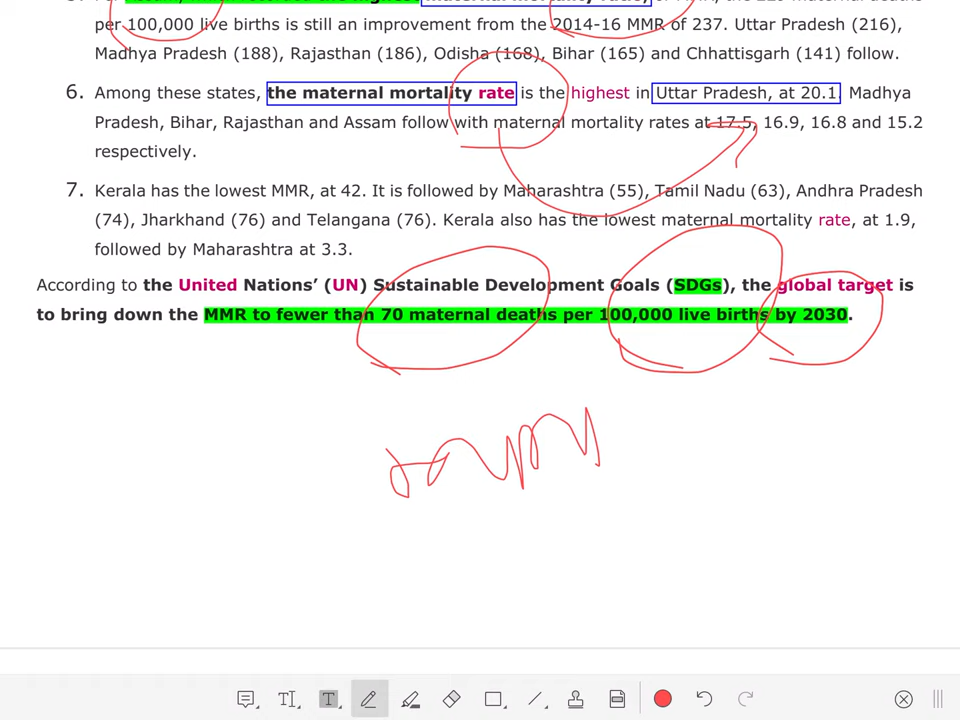 per 100,000 live births is still an improvement from the 2014-16 MMR of 237. Uttar Pradesh (216),
Madhya Pradesh (188), Rajasthan (186), Odisha (168), Bihar (165) and Chhattisgarh (141) follow.
6. Among these states, the maternal mortality rate is the highest in Uttar Pradesh, at 20.1. Madhya
Pradesh, Bihar, Rajasthan and Assam follow with maternal mortality rates at 17.5, 16.9, 16.8 and 15.2
respectively.
7. Kerala has the lowest MMR, at 42. It is followed by Maharashtra (55), Tamil Nadu (63), Andhra Pradesh
(74), Jharkhand (76) and Telangana (76). Kerala also has the lowest maternal mortality rate, at 1.9,
followed by Maharashtra at 3.3.
According to the United Nations’ (UN) Sustainable Development Goals (SDGs), the global target is
to bring down the MMR to fewer than 70 maternal deaths per 100,000 live births by 2030.